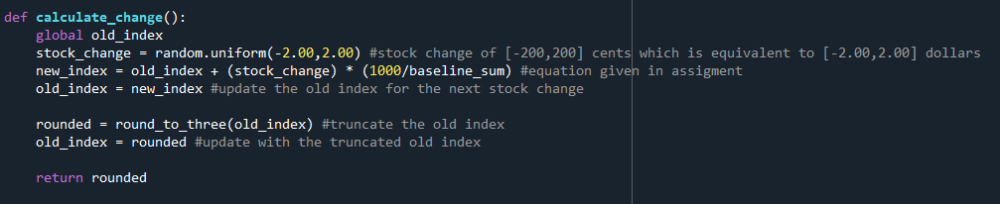 def calculate_change():
    global old_index
    stock_change = random.uniform(-2.00,2.00) #stock change of [-200,200] cents which is equivalent to [-2.00,2.00] dollars
    new_index = old_index + (stock_change) * (1000/baseline_sum) #equation given in assigment
    old_index = new_index #update the old index for the next stock change

    rounded = round_to_three(old_index) #truncate the old index
    old_index = rounded #update with the truncated old index

    return rounded